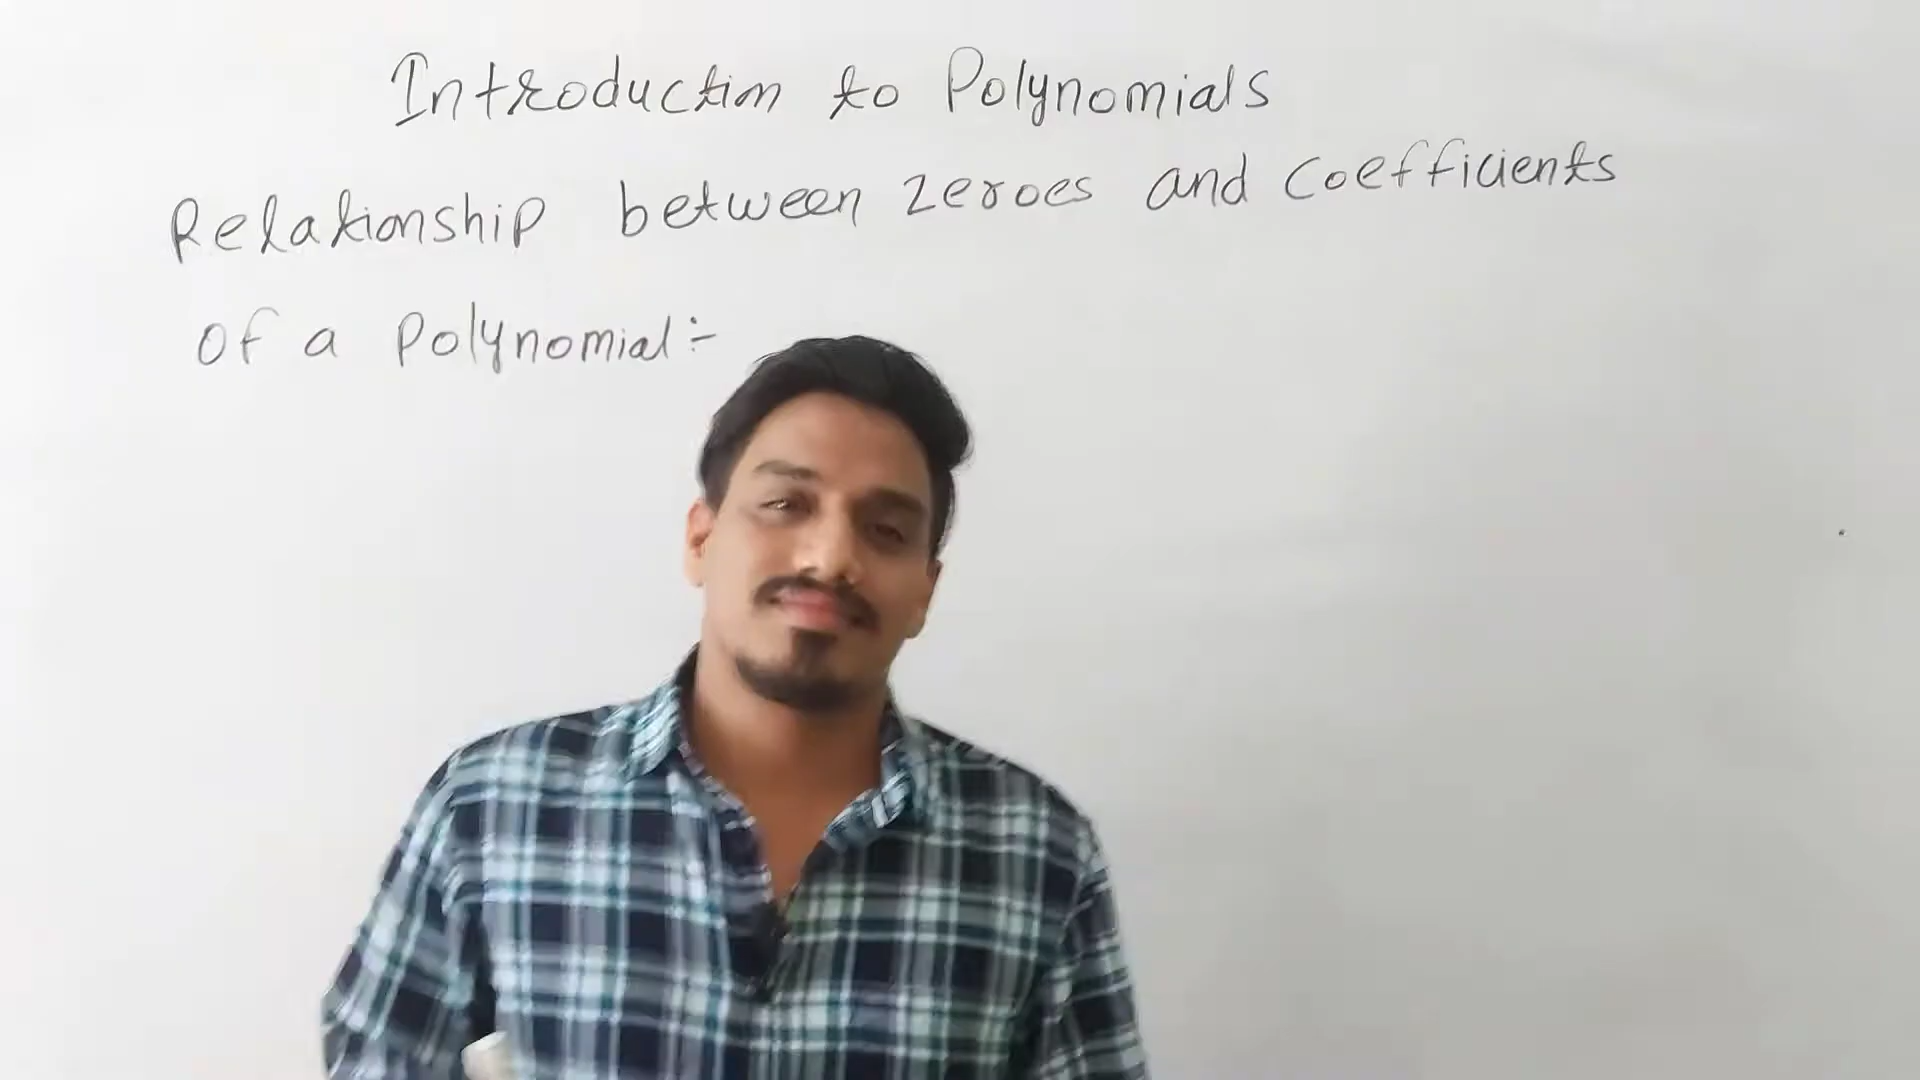 Introduction to Polynomials
Relationship between zeroes and coefficients
of a polynomial :-